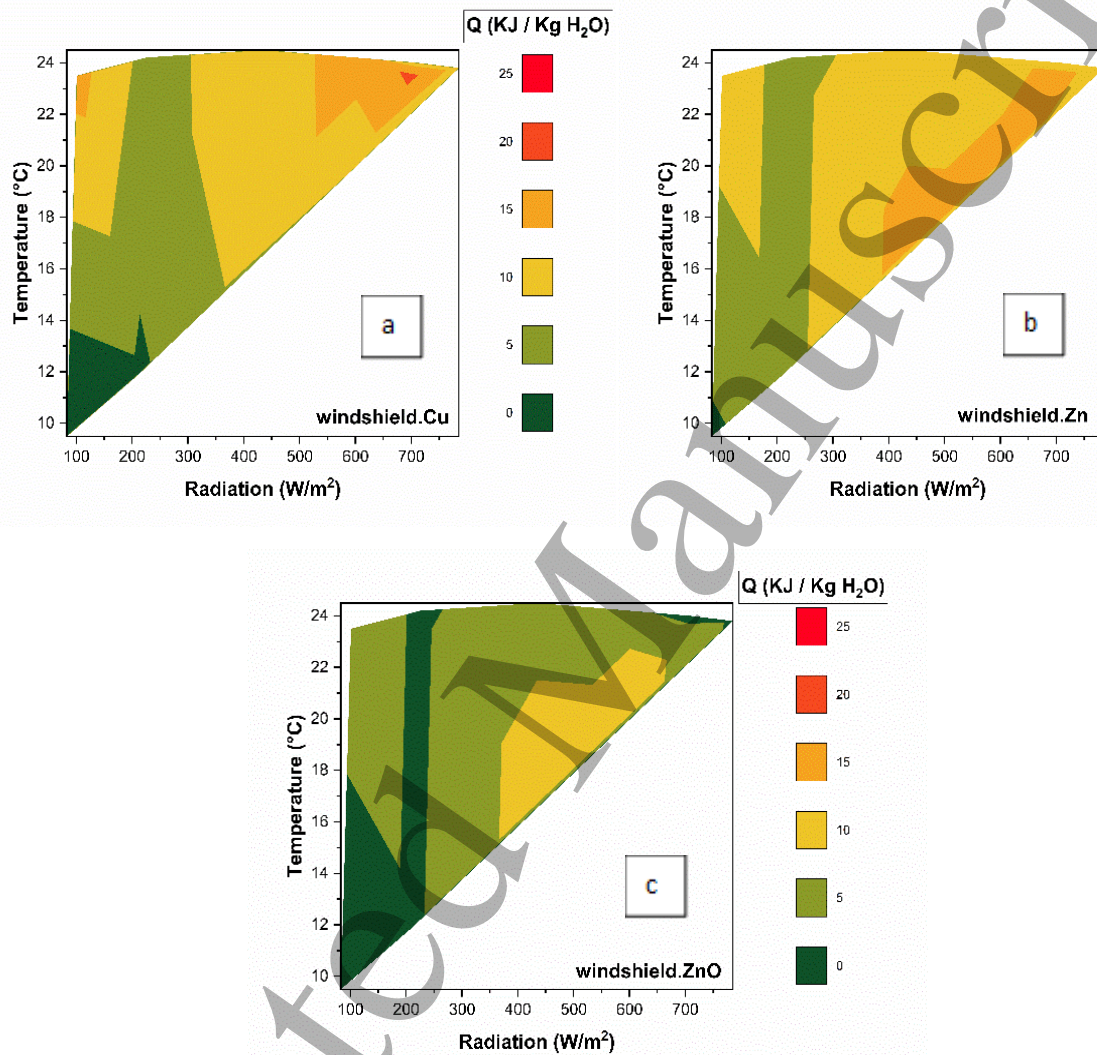 Q (KJ / Kg H₂O)
25
20
15
10
5
0
24
22
20
18
16
14
12
10
Temperature (°C)
a
windshield.Cu
100 200 300 400 500 600 700
Radiation (W/m²)
24
22
20
18
16
14
12
10
Temperature (°C)
b
windshield.Zn
100 200 300 400 500 600 700
Radiation (W/m²)
Q (KJ / Kg H₂O)
25
20
15
10
5
0
24
22
20
18
16
14
12
10
Temperature (°C)
c
windshield.ZnO
100 200 300 400 500 600 700
Radiation (W/m²)
ted Manuscri